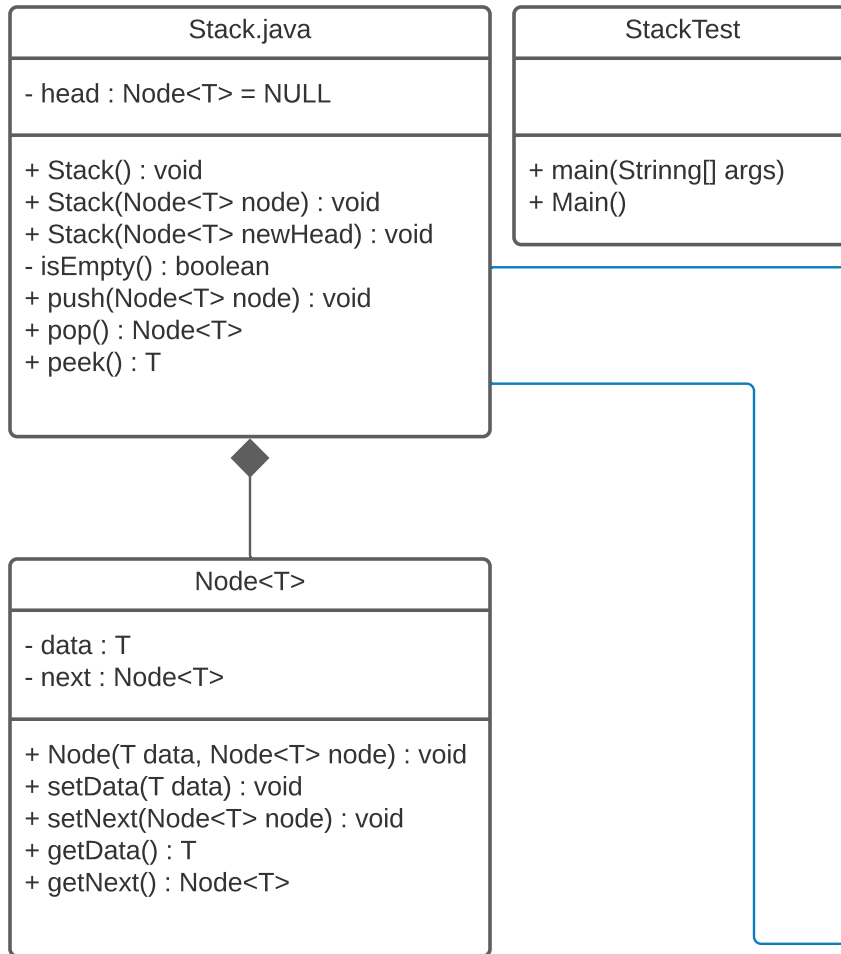 Stack.java
- head : Node<T> = NULL
+ Stack() : void
+ Stack(Node<T> node) : void
+ Stack(Node<T> newHead) : void
- isEmpty() : boolean
+ push(Node<T> node) : void
+ pop() : Node<T>
+ peek() : T
StackTest
+ main(Strinng[] args)
+ Main()
Node<T>
- data : T
- next : Node<T>
+ Node(T data, Node<T> node) : void
+ setData(T data) : void
+ setNext(Node<T> node) : void
+ getData() : T
+ getNext() : Node<T>